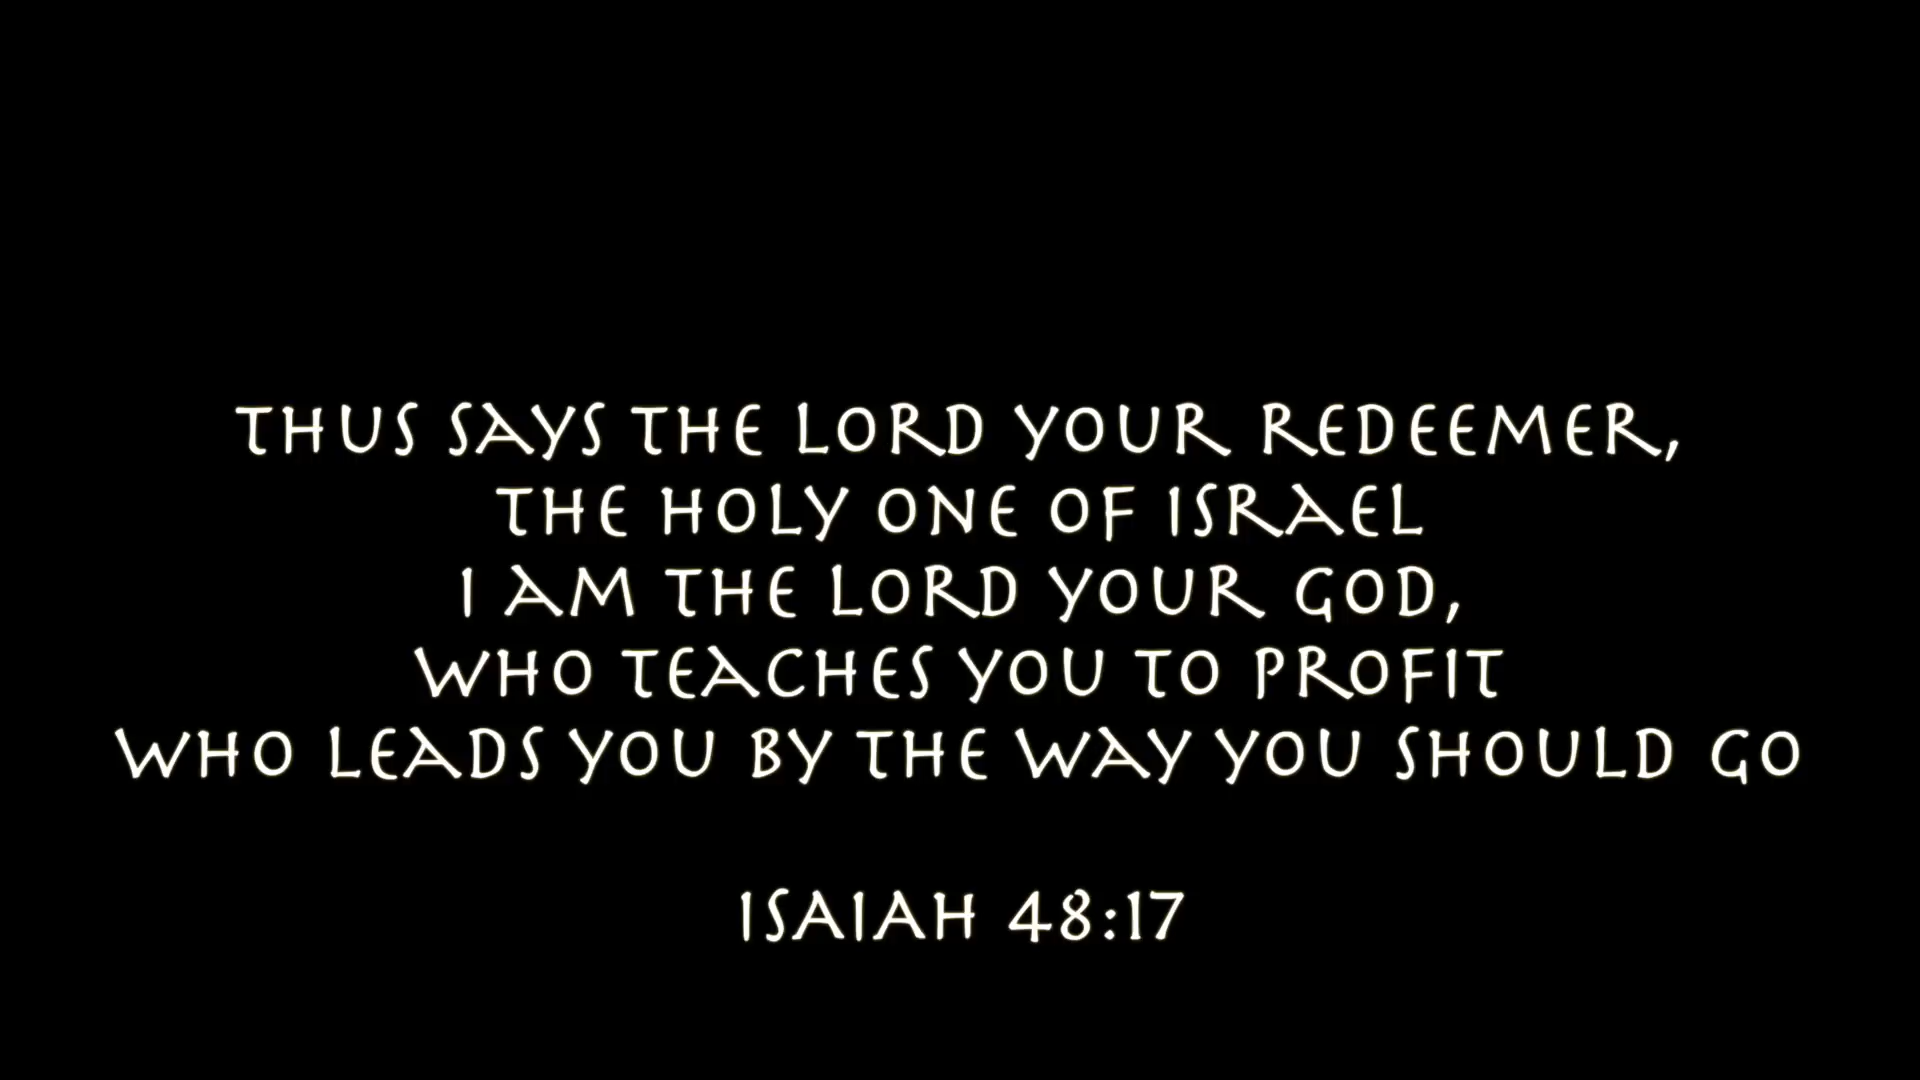 THUS SAYS THE LORD YOUR REDEEMER,
THE HOLY ONE OF ISRAEL
I AM THE LORD YOUR GOD,
WHO TEACHES YOU TO PROFIT
WHO LEADS YOU BY THE WAY YOU SHOULD GO
ISAIAH 48:17